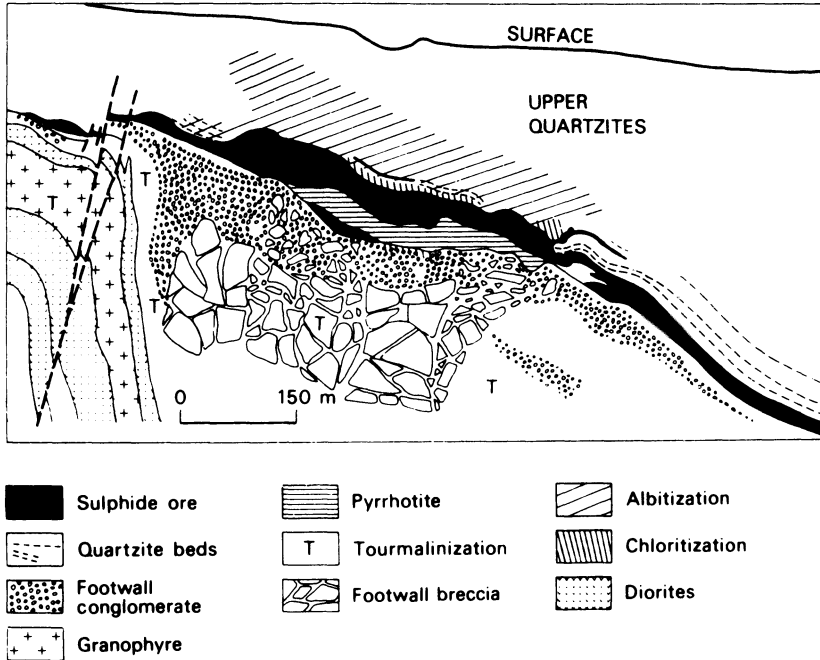 SURFACE
UPPER
QUARTZITES
T
T
T
T
T
0 150 m
Sulphide ore
Pyrrhotite
Albitization
Quartzite beds
T
Tourmalinization
Chloritization
Footwall
conglomerate
Footwall breccia
Diorites
Granophyre